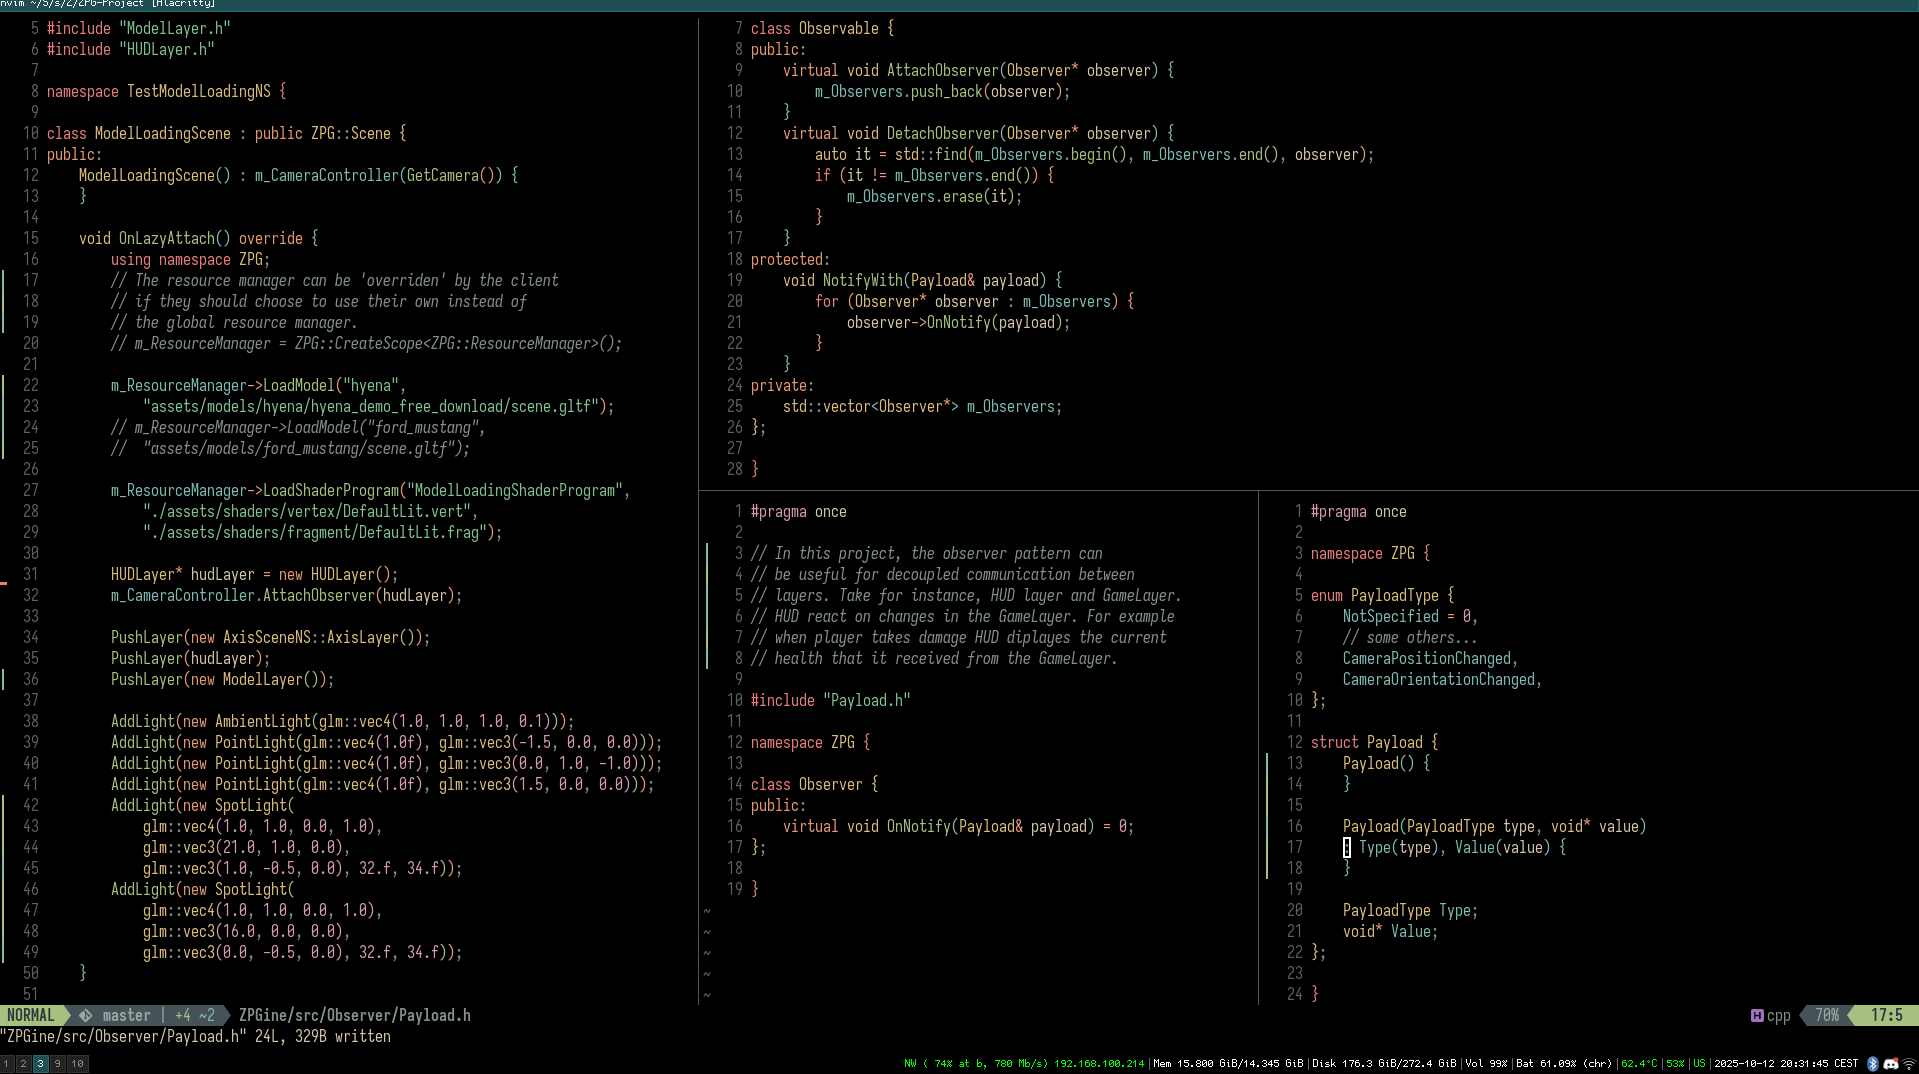 nvim ~/S/s/Z/ZPG-Project [Alacritty]
5 #include "ModelLayer.h"
6 #include "HUDLayer.h"
7
8 namespace TestModelLoadingNS {
9
10 class ModelLoadingScene : public ZPG::Scene {
11 public:
12     ModelLoadingScene() : m_CameraController(GetCamera()) {
13     }
14
15     void OnLazyAttach() override {
16         using namespace ZPG;
17         // The resource manager can be 'overriden' by the client
18         // if they should choose to use their own instead of
19         // the global resource manager.
20         // m_ResourceManager = ZPG::CreateScope<ZPG::ResourceManager>();
21
22         m_ResourceManager->LoadModel("hyena",
23             "assets/models/hyena/hyena_demo_free_download/scene.gltf");
24         // m_ResourceManager->LoadModel("ford_mustang",
25         //  "assets/models/ford_mustang/scene.gltf");
26
27         m_ResourceManager->LoadShaderProgram("ModelLoadingShaderProgram",
28             "./assets/shaders/vertex/DefaultLit.vert",
29             "./assets/shaders/fragment/DefaultLit.frag");
30
31         HUDLayer* hudLayer = new HUDLayer();
32         m_CameraController.AttachObserver(hudLayer);
33
34         PushLayer(new AxisSceneNS::AxisLayer());
35         PushLayer(hudLayer);
36         PushLayer(new ModelLayer());
37
38         AddLight(new AmbientLight(glm::vec4(1.0, 1.0, 1.0, 0.1)));
39         AddLight(new PointLight(glm::vec4(1.0f), glm::vec3(-1.5, 0.0, 0.0)));
40         AddLight(new PointLight(glm::vec4(1.0f), glm::vec3(0.0, 1.0, -1.0)));
41         AddLight(new PointLight(glm::vec4(1.0f), glm::vec3(1.5, 0.0, 0.0)));
42         AddLight(new SpotLight(
43             glm::vec4(1.0, 1.0, 0.0, 1.0),
44             glm::vec3(21.0, 1.0, 0.0),
45             glm::vec3(1.0, -0.5, 0.0), 32.f, 34.f));
46         AddLight(new SpotLight(
47             glm::vec4(1.0, 1.0, 0.0, 1.0),
48             glm::vec3(16.0, 0.0, 0.0),
49             glm::vec3(0.0, -0.5, 0.0), 32.f, 34.f));
50     }
51
7 class Observable {
8 public:
9     virtual void AttachObserver(Observer* observer) {
10         m_Observers.push_back(observer);
11     }
12     virtual void DetachObserver(Observer* observer) {
13         auto it = std::find(m_Observers.begin(), m_Observers.end(), observer);
14         if (it != m_Observers.end()) {
15             m_Observers.erase(it);
16         }
17     }
18 protected:
19     void NotifyWith(Payload& payload) {
20         for (Observer* observer : m_Observers) {
21             observer->OnNotify(payload);
22         }
23     }
24 private:
25     std::vector<Observer*> m_Observers;
26 };
27
28 }
1 #pragma once
2
3 // In this project, the observer pattern can
4 // be useful for decoupled communication between
5 // layers. Take for instance, HUD layer and GameLayer.
6 // HUD react on changes in the GameLayer. For example
7 // when player takes damage HUD diplayes the current
8 // health that it received from the GameLayer.
9
10 #include "Payload.h"
11
12 namespace ZPG {
13
14 class Observer {
15 public:
16     virtual void OnNotify(Payload& payload) = 0;
17 };
18
19 }
~
~
~
~
~
1 #pragma once
2
3 namespace ZPG {
4
5 enum PayloadType {
6     NotSpecified = 0,
7     // some others...
8     CameraPositionChanged,
9     CameraOrientationChanged,
10 };
11
12 struct Payload {
13     Payload() {
14     }
15
16     Payload(PayloadType type, void* value)
17     : Type(type), Value(value) {
18     }
19
20     PayloadType Type;
21     void* Value;
22 };
23
24 }
NORMAL master | +4 ~2 ZPGine/src/Observer/Payload.h H cpp 70% 17:5
"ZPGine/src/Observer/Payload.h" 24L, 329B written
1 2 3 9 10 NW ( 74% at b, 780 Mb/s) 192.168.100.214|Mem 15.800 GiB/14.345 GiB|Disk 176.3 GiB/272.4 GiB|Vol 99%|Bat 61.09% (chr)|62.4°C|53%|US|2025-10-12 20:31:45 CEST